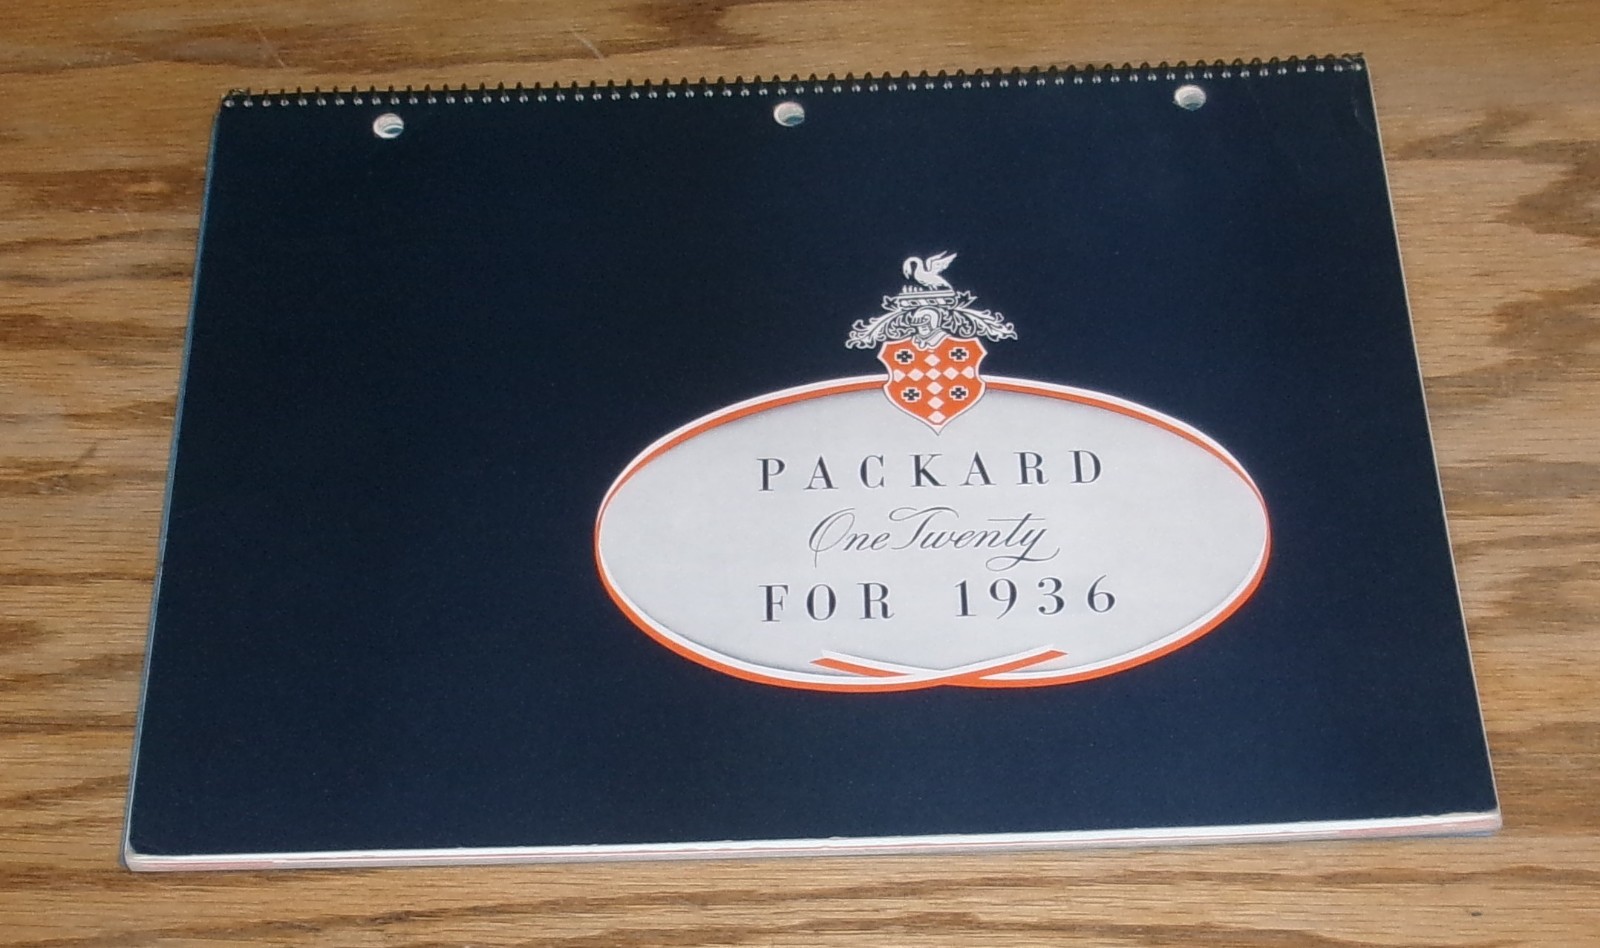 PACKARD
One Twenty
FOR 1936